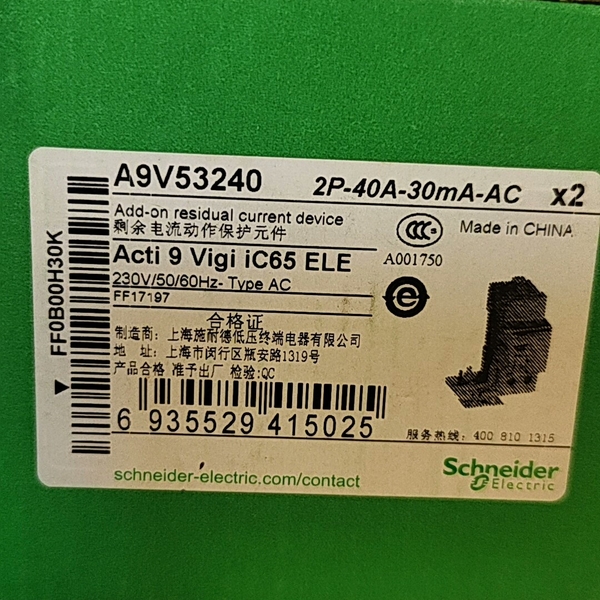 A9V53240 2P-40A-30mA-AC x2
Add-on residual current device
剩余电流动作保护元件
CCC
Made in CHINA
A001750
Acti 9 Vigi iC65 ELE
230V/50/60Hz- Type AC
FF17197
e
合格证
制造商: 上海施耐德低压终端电器有限公司
地 址: 上海市闵行区瓶安路1319号
产品合格 准予出厂 检验:QC
6 935529 415025
服务热线: 400 810 1315
schneider-electric.com/contact
Schneider
Electric
FF0B00H30K